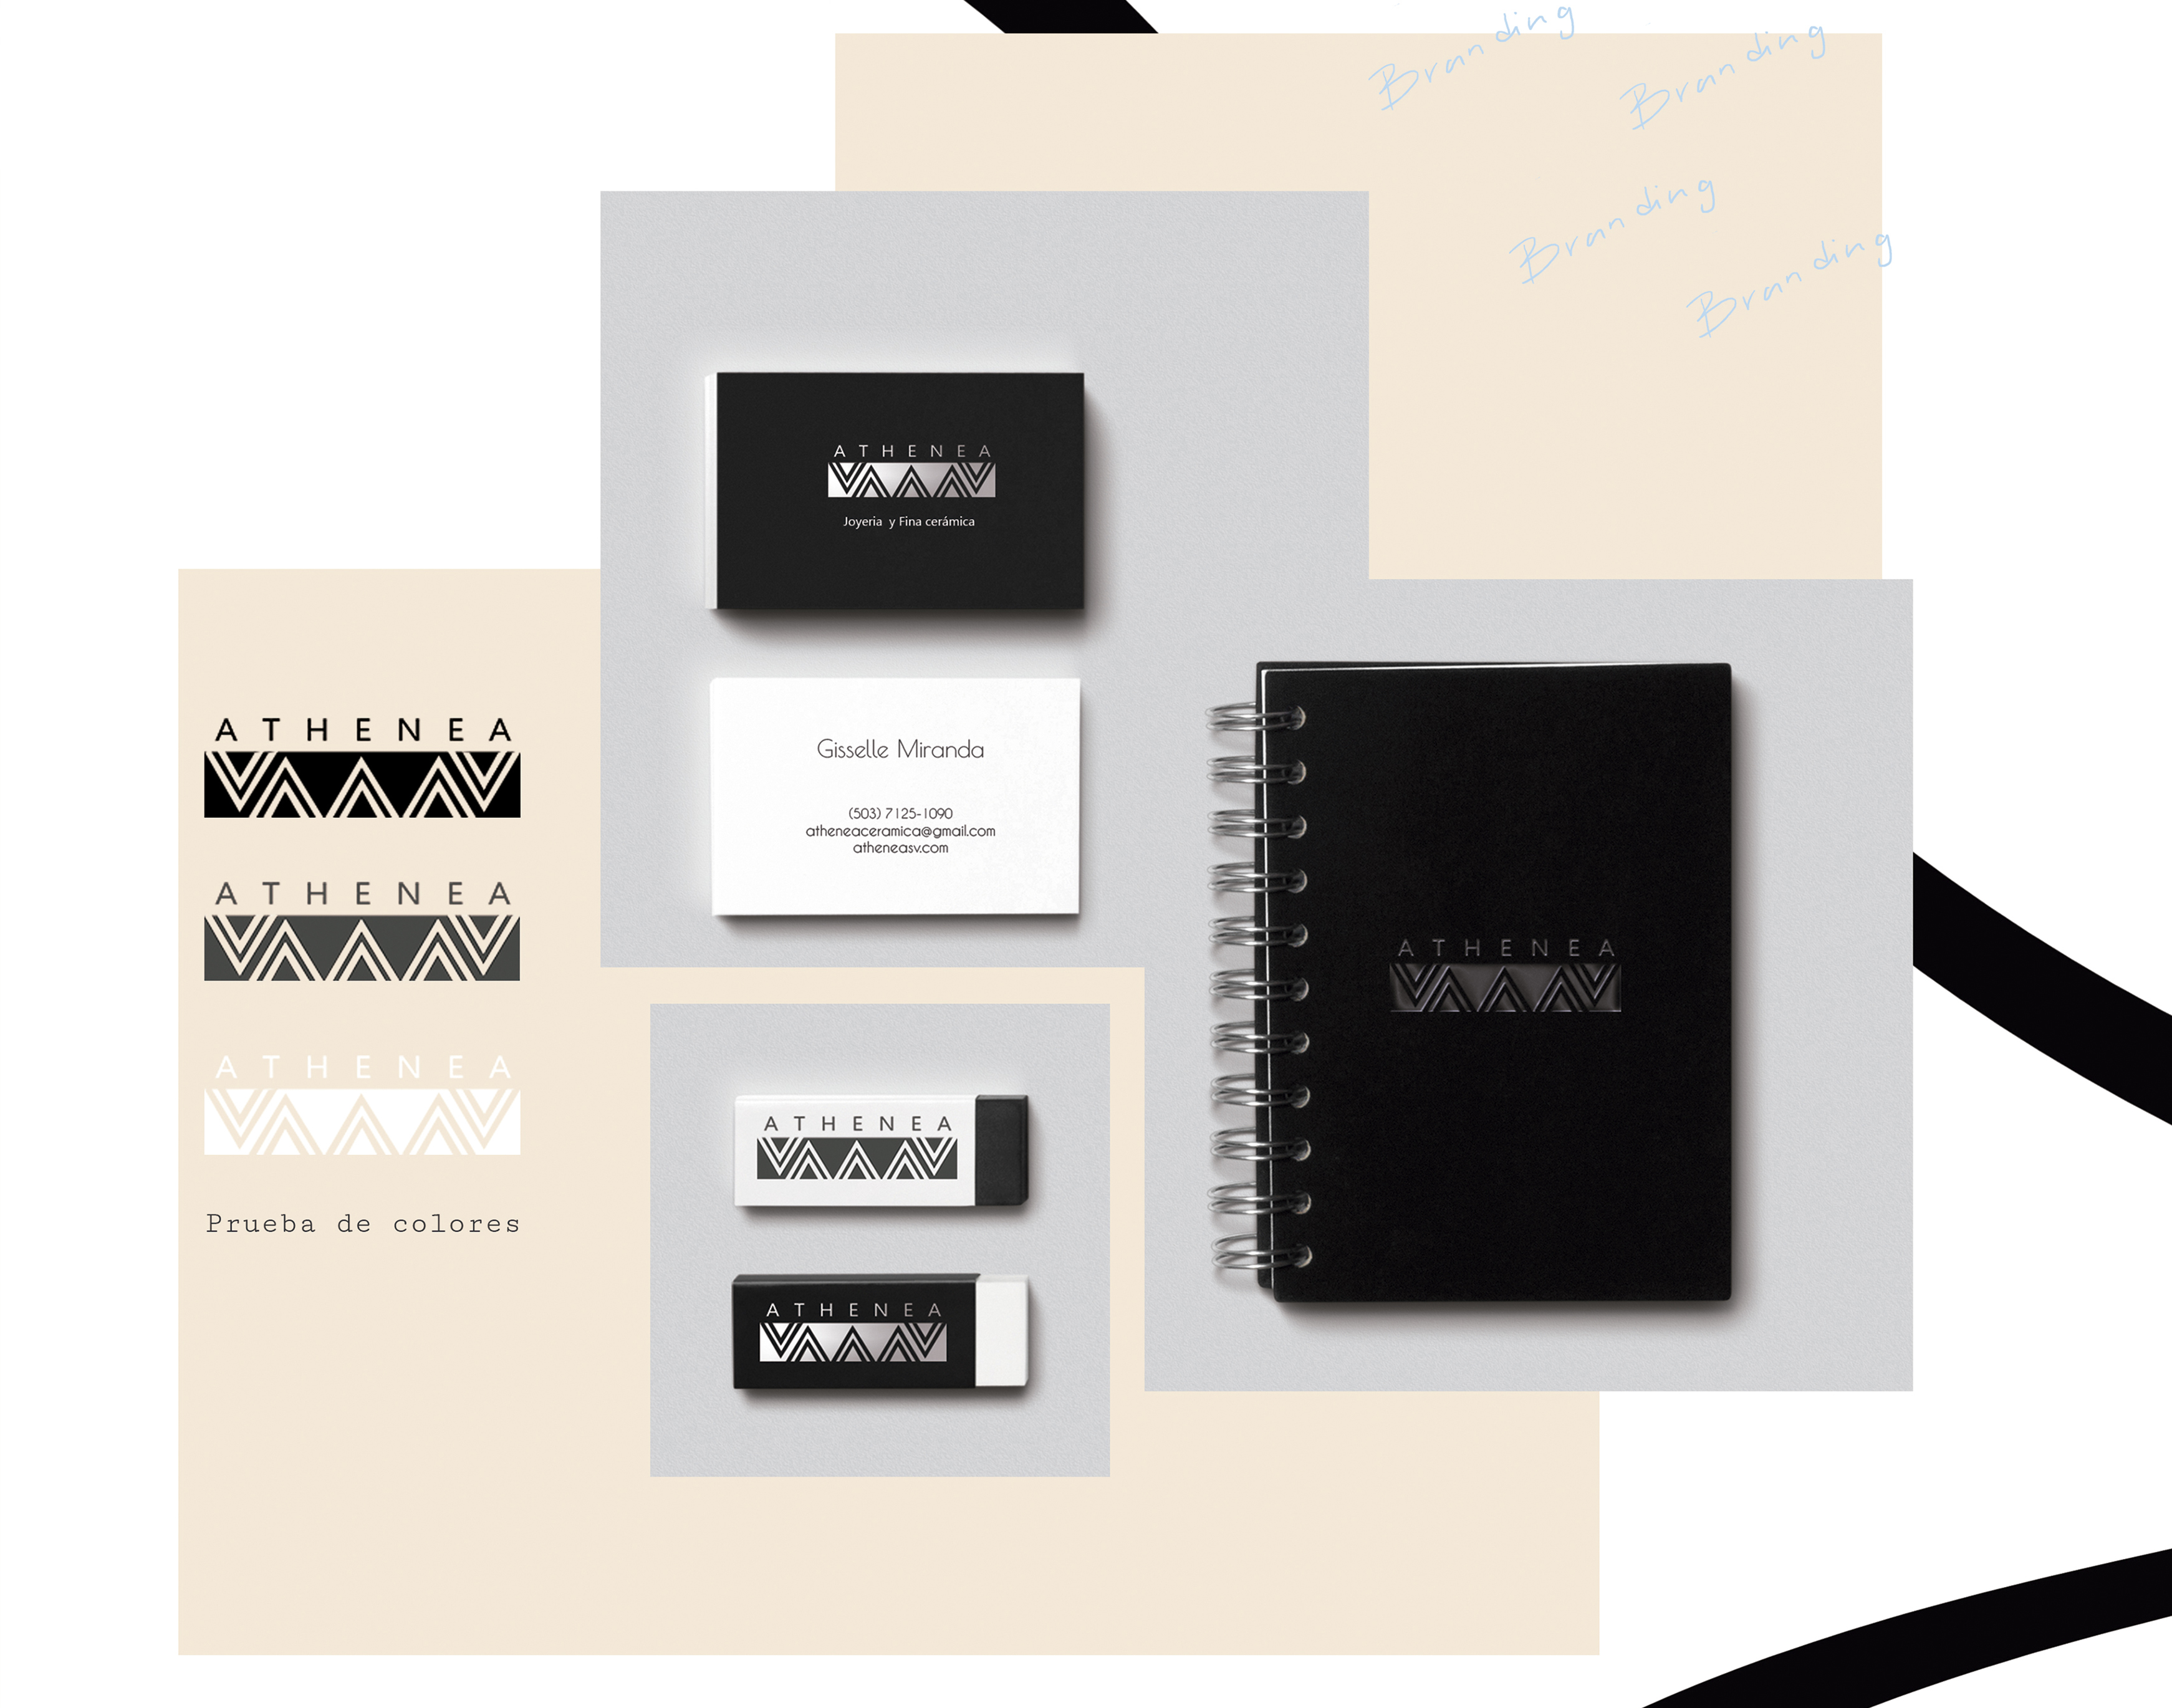 Branding
Branding
Branding
Branding
ATHENEA
Joyeria y Fina cerámica
Gisselle Miranda
(503) 7125-1090
atheneaceramica@gmail.com
atheneasv.com
ATHENEA
ATHENEA
ATHENEA
Prueba de colores
ATHENEA
ATHENEA
ATHENEA